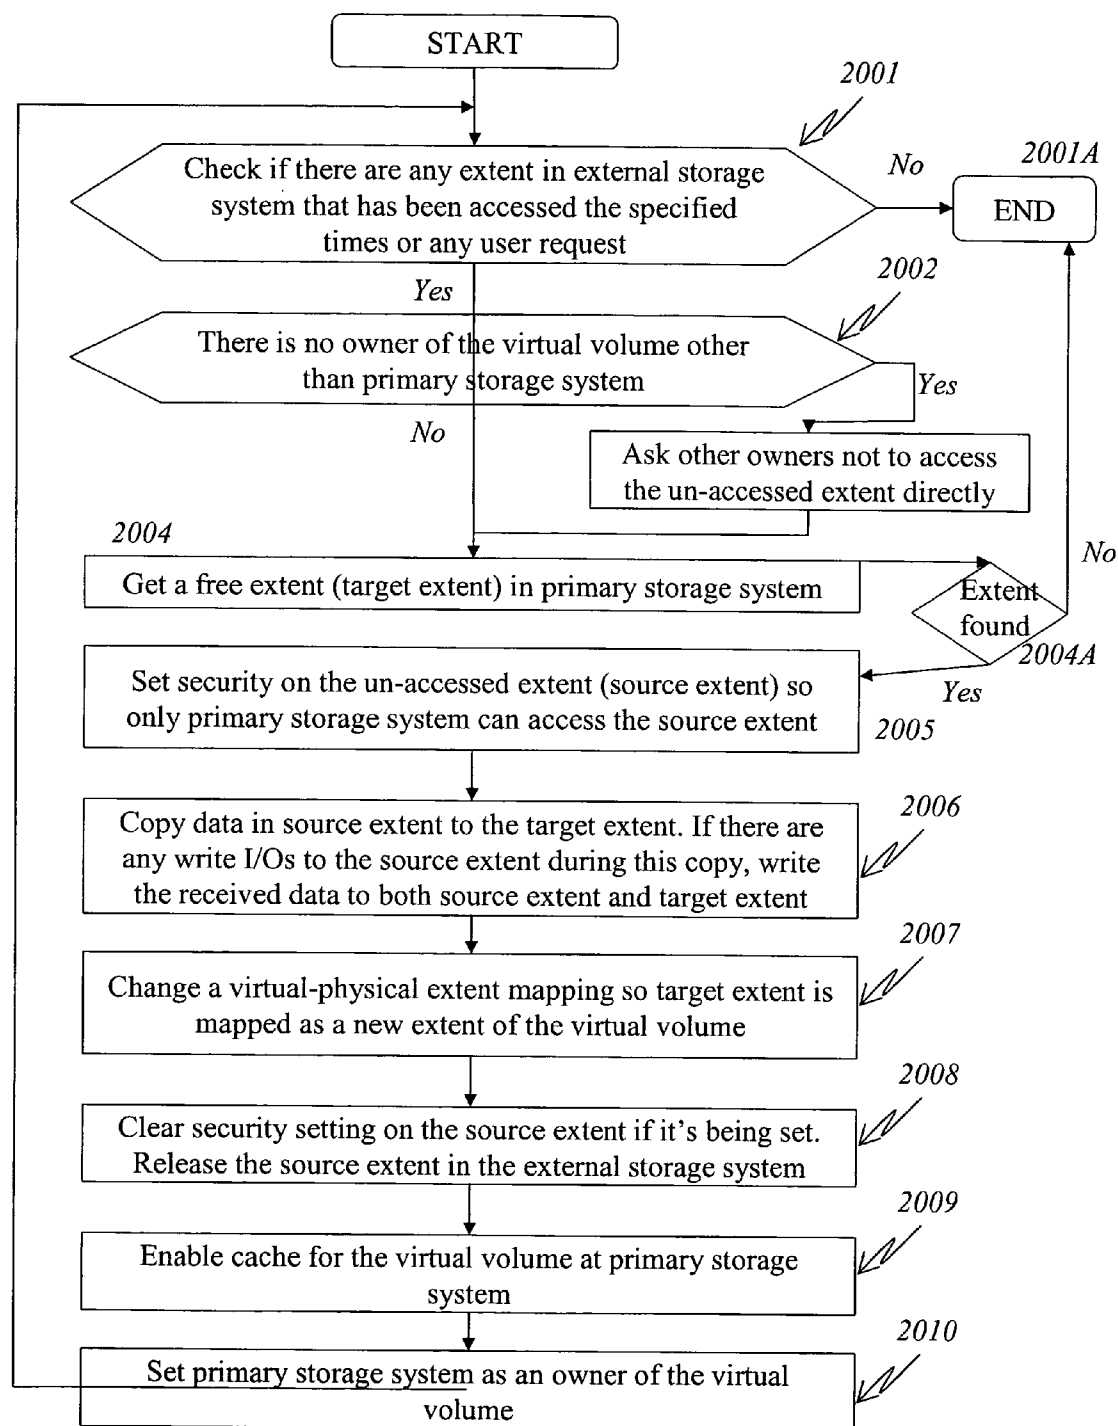 START
2001
Check if there are any extent in external storage
system that has been accessed the specified
times or any user request
No
2001A
END
Yes
2002
There is no owner of the virtual volume other
than primary storage system
Yes
No
Ask other owners not to access
the un-accessed extent directly
2004
Get a free extent (target extent) in primary storage system
No
Extent
found
2004A
Yes
Set security on the un-accessed extent (source extent) so
only primary storage system can access the source extent
2005
2006
Copy data in source extent to the target extent. If there are
any write I/Os to the source extent during this copy, write
the received data to both source extent and target extent
2007
Change a virtual-physical extent mapping so target extent is
mapped as a new extent of the virtual volume
2008
Clear security setting on the source extent if it's being set.
Release the source extent in the external storage system
2009
Enable cache for the virtual volume at primary storage
system
2010
Set primary storage system as an owner of the virtual
volume